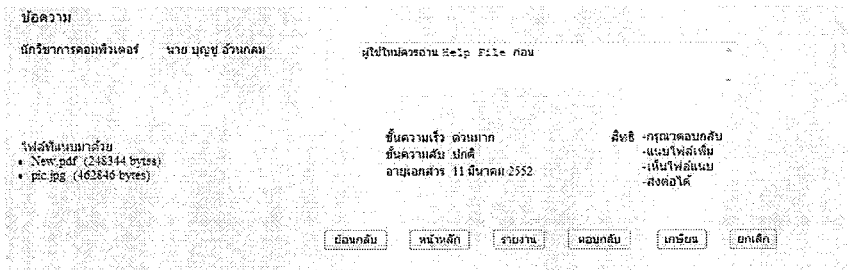 ข้อความ
นักวิชาการคอมพิวเตอร์ นาย บุญชู อ้วนกลม
ผู้ใช้ใหม่ควรอ่าน Help File ก่อน
ไฟล์ที่แนบมาด้วย
• New.pdf (248344 bytes)
• pic.jpg (462846 bytes)
ชั้นความเร็ว ด่วนมาก
ชั้นความลับ ปกติ
อายุเอกสาร 11 มีนาคม 2552
สิทธิ -กรุณาตอบกลับ
-แนบไฟล์เพิ่ม
-เห็นไฟล์แนบ
-ส่งต่อได้
ย้อนกลับ หน้าหลัก รายงาน ตอบกลับ เกษียน ยกเลิก